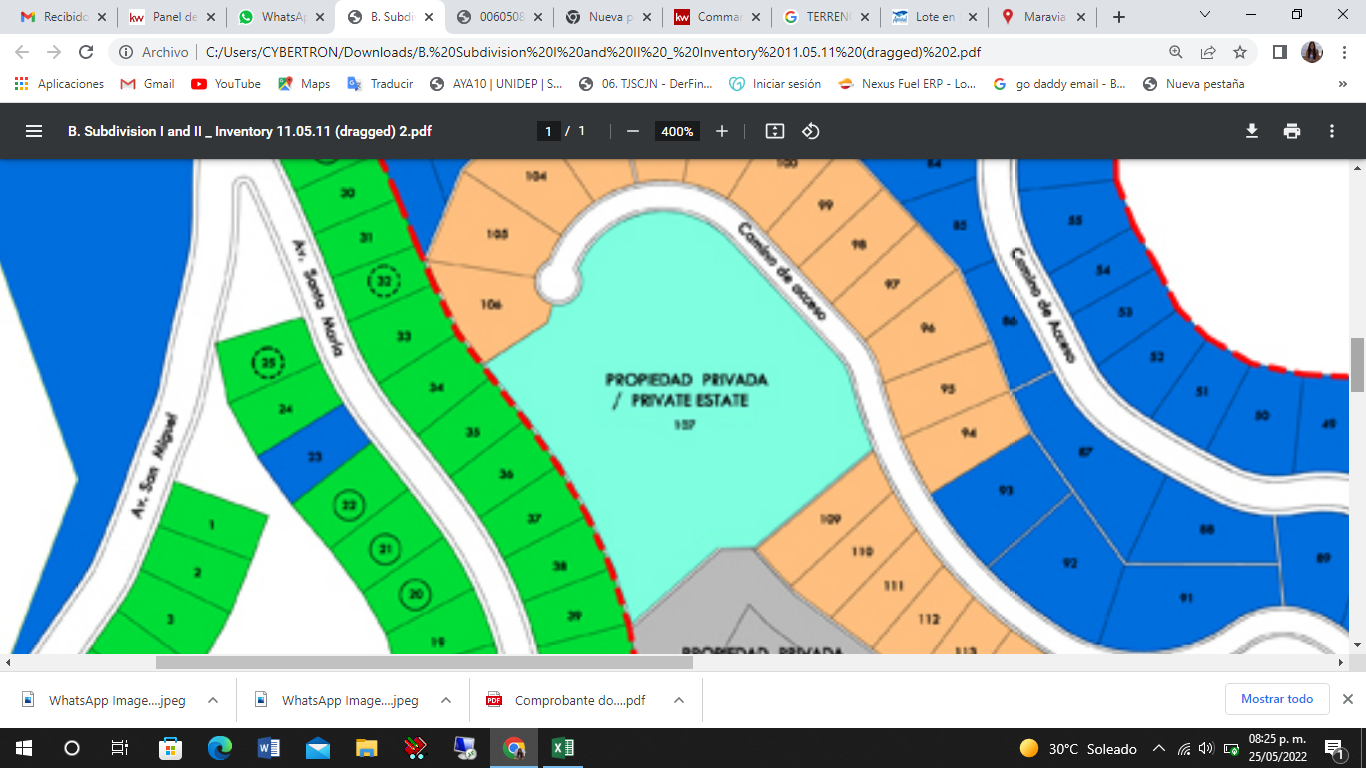 Recibido
Panel de
WhatsA
B. Subdi
0060508
Nueva p
Comma
TERREN
Lote en
Maravia
Archivo
C:/Users/CYBERTRON/Downloads/B.%20Subdivision%20I%20and%20II%20_%20Inventory%2011.05.11%20(dragged)%202.pdf
Aplicaciones
Gmail
YouTube
Maps
Traducir
AYA10 | UNIDEP | S...
06. TJSCJN - DerFin...
Iniciar sesión
Nexus Fuel ERP - Lo...
go daddy email - B...
Nueva pestaña
»
B. Subdivision I and II _ Inventory 11.05.11 (dragged) 2.pdf
1 / 1
400%
30
31
32
33
34
35
36
37
38
39
25
24
23
22
21
20
19
1
2
3
Av. San Miguel
Av. Santa María
104
105
106
100
99
98
97
96
95
94
Camino de acceso
PROPIEDAD PRIVADA
/ PRIVATE ESTATE
107
109
110
111
112
113
PROPIEDAD PRIVADA
84
85
86
87
88
89
91
92
93
Camino de Acceso
55
54
53
52
51
50
49
WhatsApp Image....jpeg
WhatsApp Image....jpeg
Comprobante do....pdf
Mostrar todo
30°C Soleado
08:25 p. m.
25/05/2022
1